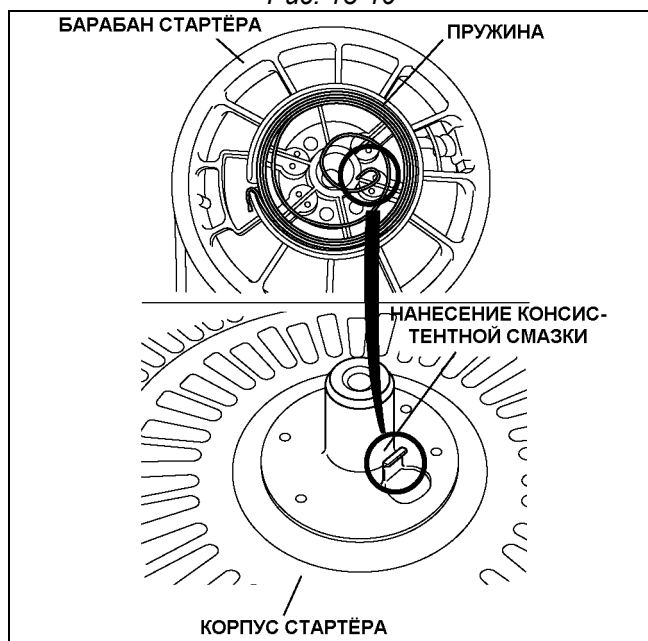 БАРАБАН СТАРТЁРА
ПРУЖИНА
НАНЕСЕНИЕ КОНСИС-
ТЕНТНОЙ СМАЗКИ
КОРПУС СТАРТЁРА